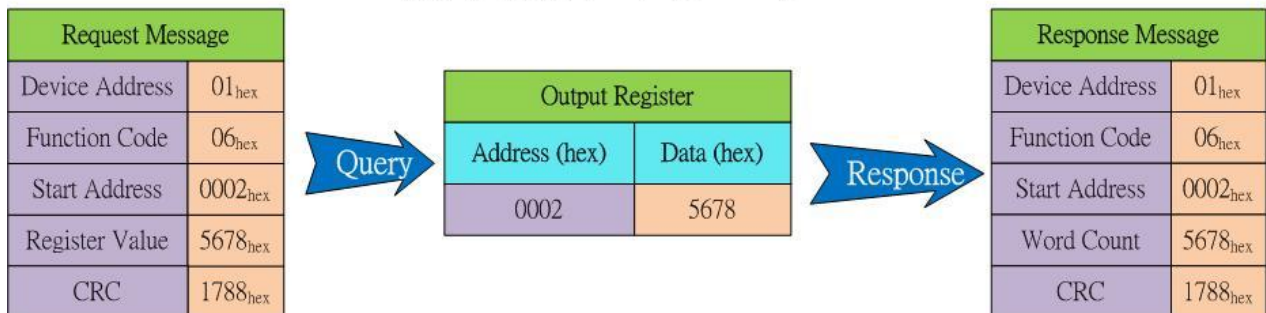 Request Message
Device Address 01hex
Function Code 06hex
Start Address 0002hex
Register Value 5678hex
CRC 1788hex
Query
Output Register
Address (hex) Data (hex)
0002 5678
Response
Response Message
Device Address 01hex
Function Code 06hex
Start Address 0002hex
Word Count 5678hex
CRC 1788hex